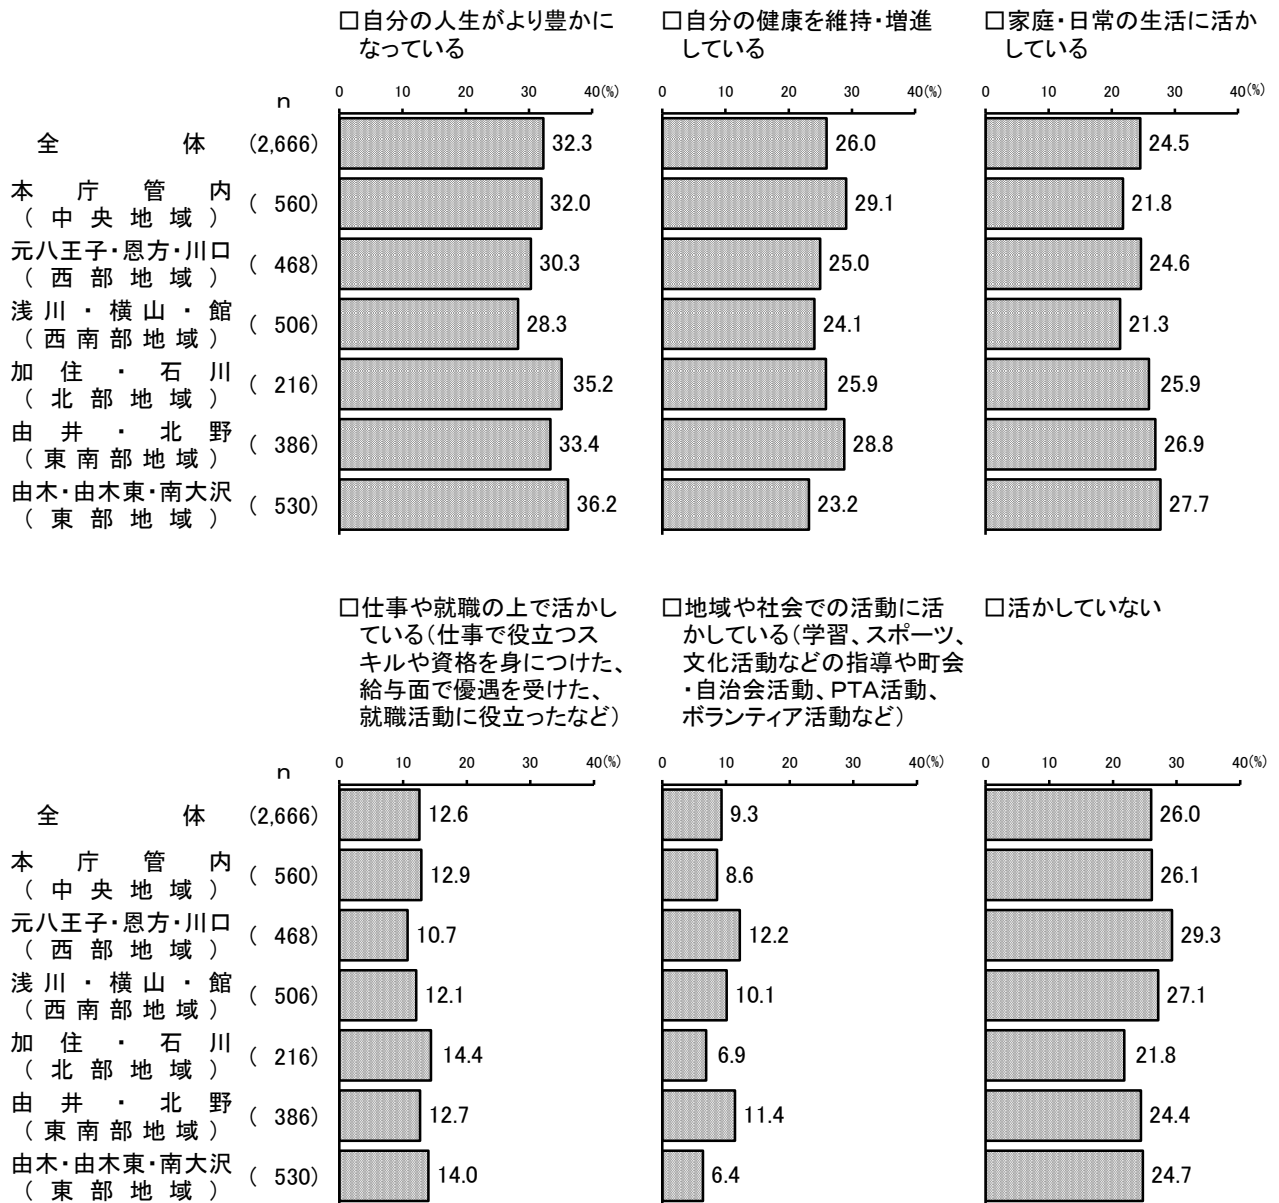 □自分の人生がより豊かに
なっている
□自分の健康を維持・増進
している
□家庭・日常の生活に活か
している
n
0 10 20 30 40(%)
0 10 20 30 40(%)
0 10 20 30 40(%)
全体 (2,666) 32.3 26.0 24.5
本庁管内
(中央地域) ( 560) 32.0 29.1 21.8
元八王子・恩方・川口
(西部地域) ( 468) 30.3 25.0 24.6
浅川・横山・館
(西南部地域) ( 506) 28.3 24.1 21.3
加住・石川
(北部地域) ( 216) 35.2 25.9 25.9
由井・北野
(東南部地域) ( 386) 33.4 28.8 26.9
由木・由木東・南大沢
(東部地域) ( 530) 36.2 23.2 27.7
□仕事や就職の上で活かし
ている(仕事で役立つス
キルや資格を身につけた、
給与面で優遇を受けた、
就職活動に役立ったなど)
□地域や社会での活動に活
かしている(学習、スポーツ、
文化活動などの指導や町会
・自治会活動、PTA活動、
ボランティア活動など)
□活かしていない
n
0 10 20 30 40(%)
0 10 20 30 40(%)
0 10 20 30 40(%)
全体 (2,666) 12.6 9.3 26.0
本庁管内
(中央地域) ( 560) 12.9 8.6 26.1
元八王子・恩方・川口
(西部地域) ( 468) 10.7 12.2 29.3
浅川・横山・館
(西南部地域) ( 506) 12.1 10.1 27.1
加住・石川
(北部地域) ( 216) 14.4 6.9 21.8
由井・北野
(東南部地域) ( 386) 12.7 11.4 24.4
由木・由木東・南大沢
(東部地域) ( 530) 14.0 6.4 24.7